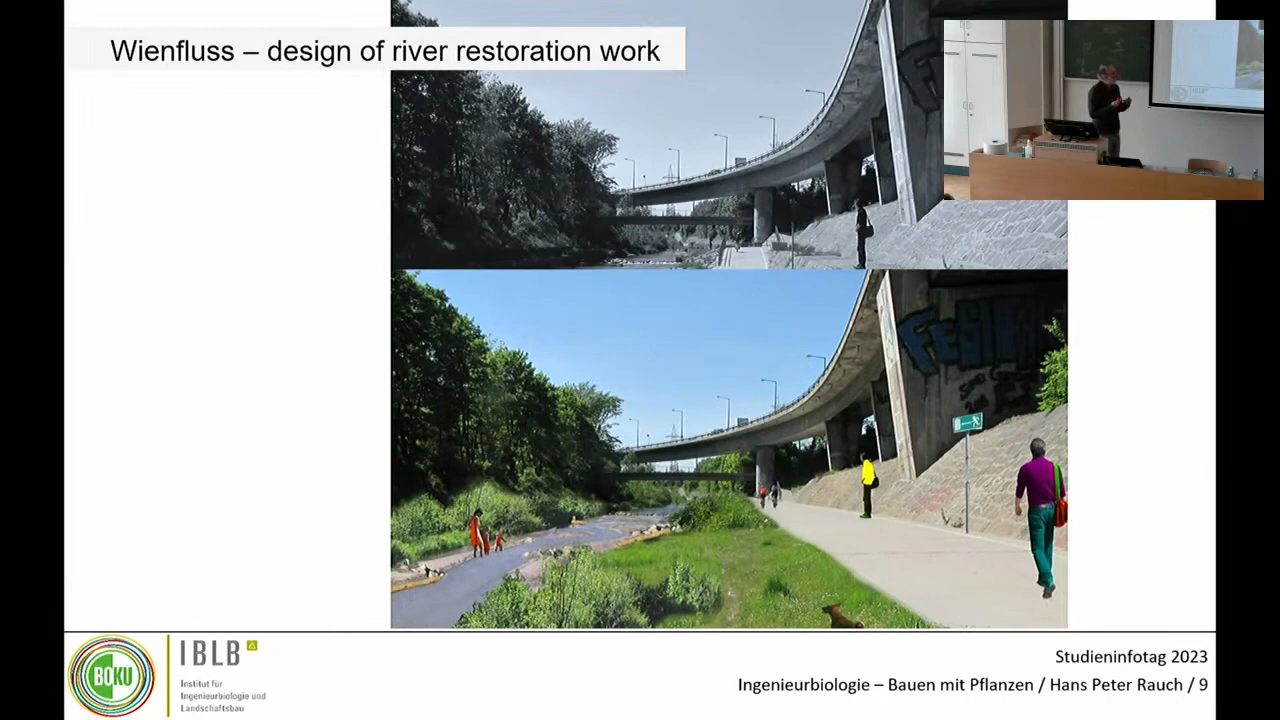 Wienfluss – design of river restoration work
IBLB
BOKU
IBLB
Institut für
Ingenieurbiologie und
Landschaftsbau
Studieninfotag 2023
Ingenieurbiologie – Bauen mit Pflanzen / Hans Peter Rauch / 9